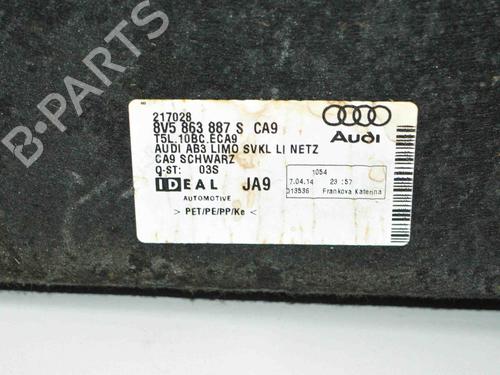 217028
8V5 863 887 S CA9
T5L.10BC.ECA9
AUDI AB3 LIMO SVKL LI NETZ
CA9 SCHWARZ
Q-ST: 03S
IDEAL JA9
AUTOMOTIVE
> PET/PE/PP/Ke >
Audi
1054
7.04.14 23:57
013536 Frankova Katerina
B-PARTS